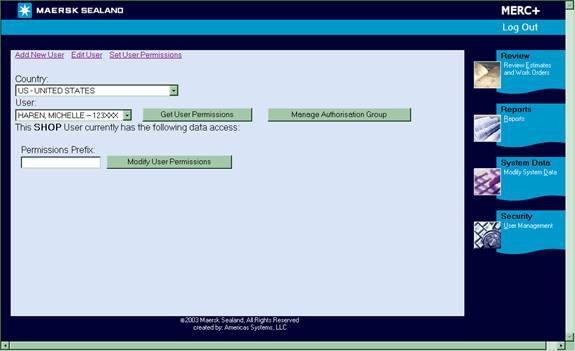 MAERSK SEALAND
MERC+
Log Out
Add New User Edit User Set User Permissions
Country:
US - UNITED STATES
User:
HAREN, MICHELLE – 123XXX
Get User Permissions
Manage Authorisation Group
This SHOP User currently has the following data access:
Permissions Prefix:
Modify User Permissions
Review
Review Estimates
and Work Orders
Reports
Reports
System Data
Modify System Data
Security
User Management
©2003 Maersk Sealand, All Rights Reserved
created by: Americas Systems, LLC